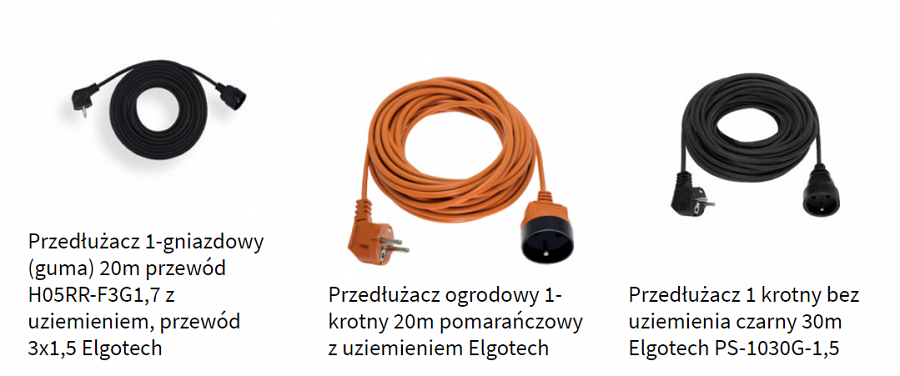 Przedłużacz 1-gniazdowy
(guma) 20m przewód
H05RR-F3G1,7 z
uziemieniem, przewód
3x1,5 Elgotech
Przedłużacz ogrodowy 1-
krotny 20m pomarańczowy
z uziemieniem Elgotech
Przedłużacz 1 krotny bez
uziemienia czarny 30m
Elgotech PS-1030G-1,5